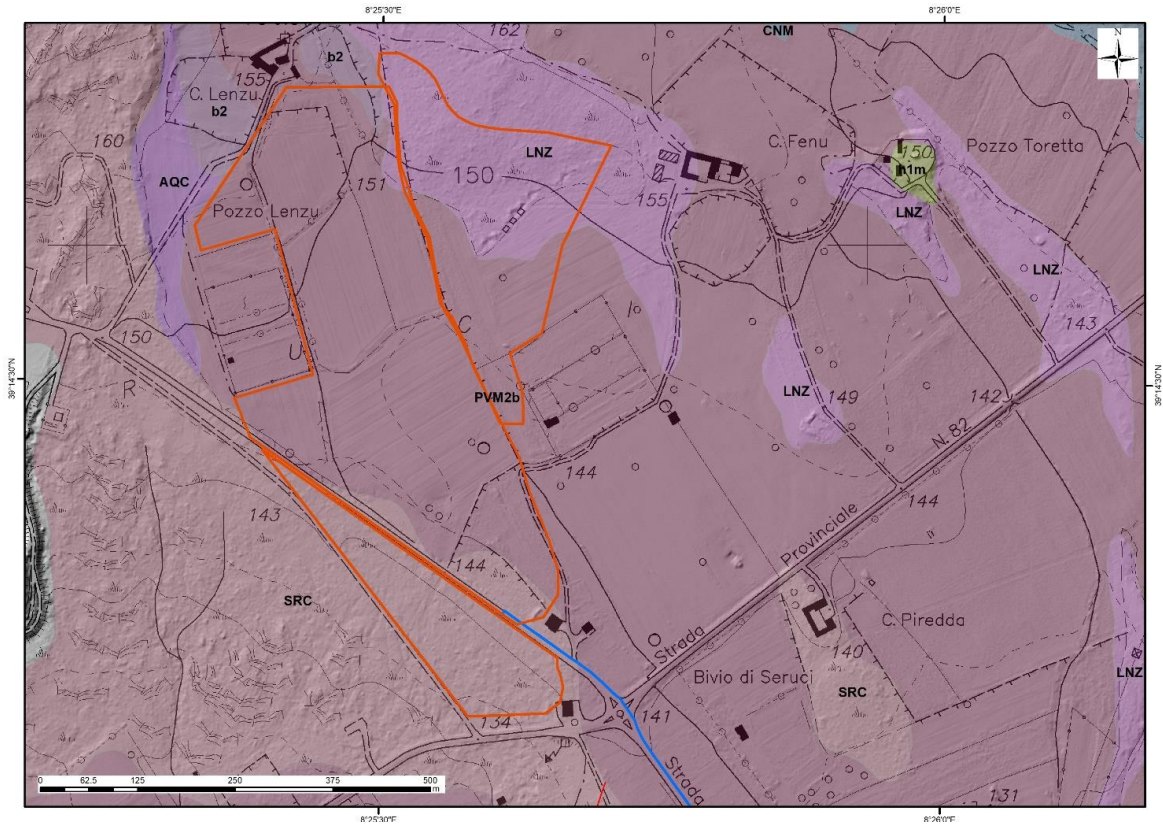 8°25'30"E
8°26'0"E
N
162
CNM
b2
155
C. Lenzu
b2
160
LNZ
C. Fenu
150
h1m
Pozzo Toretta
150
AQC
151
155
LNZ
Pozzo Lenzu
LNZ
143
150
C
I
U
39°14'30"N
39°14'30"N
R
PVM2b
LNZ
149
142
O
N. 82
144
144
143
Provinciale
144
SRC
Strada
C. Piredda
140
Bivio di Seruci
SRC
LNZ
134
141
Strada
131
0
62.5
125
250
375
500
m
8°25'30"E
8°26'0"E